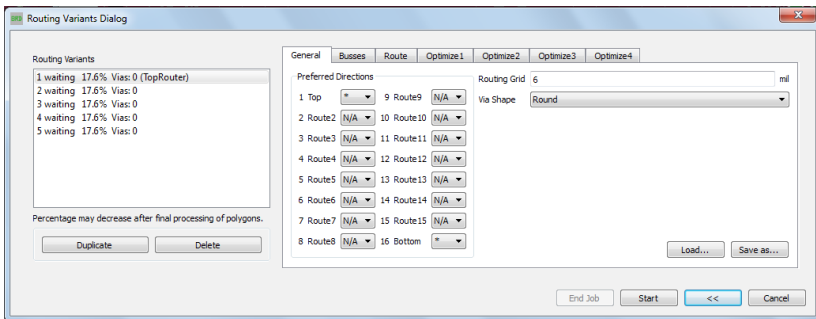 Routing Variants Dialog
Routing Variants
1 waiting 17.6% Vias: 0 (TopRouter)
2 waiting 17.6% Vias: 0
3 waiting 17.6% Vias: 0
4 waiting 17.6% Vias: 0
5 waiting 17.6% Vias: 0
Percentage may decrease after final processing of polygons.
Duplicate Delete
General Busses Route Optimize1 Optimize2 Optimize3 Optimize4
Preferred Directions
1 Top * 9 Route9 N/A
2 Route2 N/A 10 Route10 N/A
3 Route3 N/A 11 Route11 N/A
4 Route4 N/A 12 Route12 N/A
5 Route5 N/A 13 Route13 N/A
6 Route6 N/A 14 Route14 N/A
7 Route7 N/A 15 Route15 N/A
8 Route8 N/A 16 Bottom *
Routing Grid 6 mil
Via Shape Round
Load... Save as...
End Job Start << Cancel